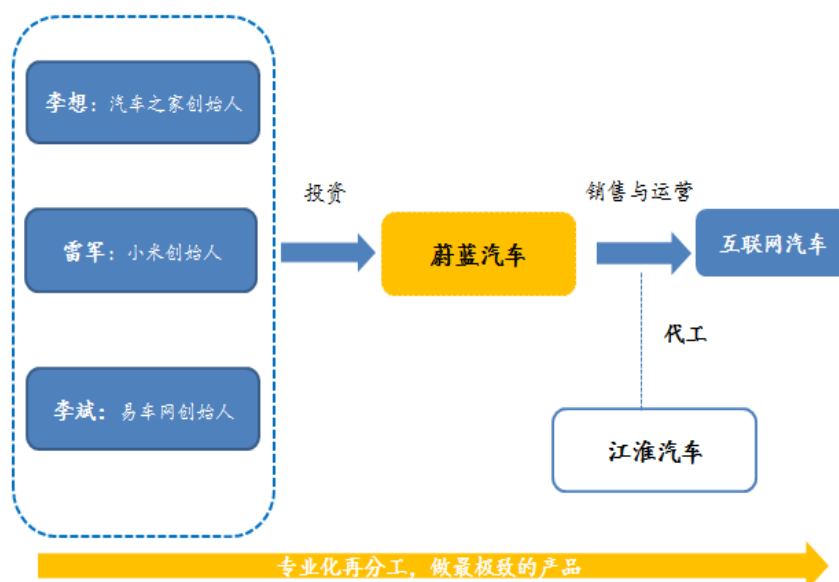 李想：汽车之家创始人
雷军：小米创始人
李斌：易车网创始人
投资
蔚蓝汽车
销售与运营
互联网汽车
代工
江淮汽车
专业化再分工，做最极致的产品